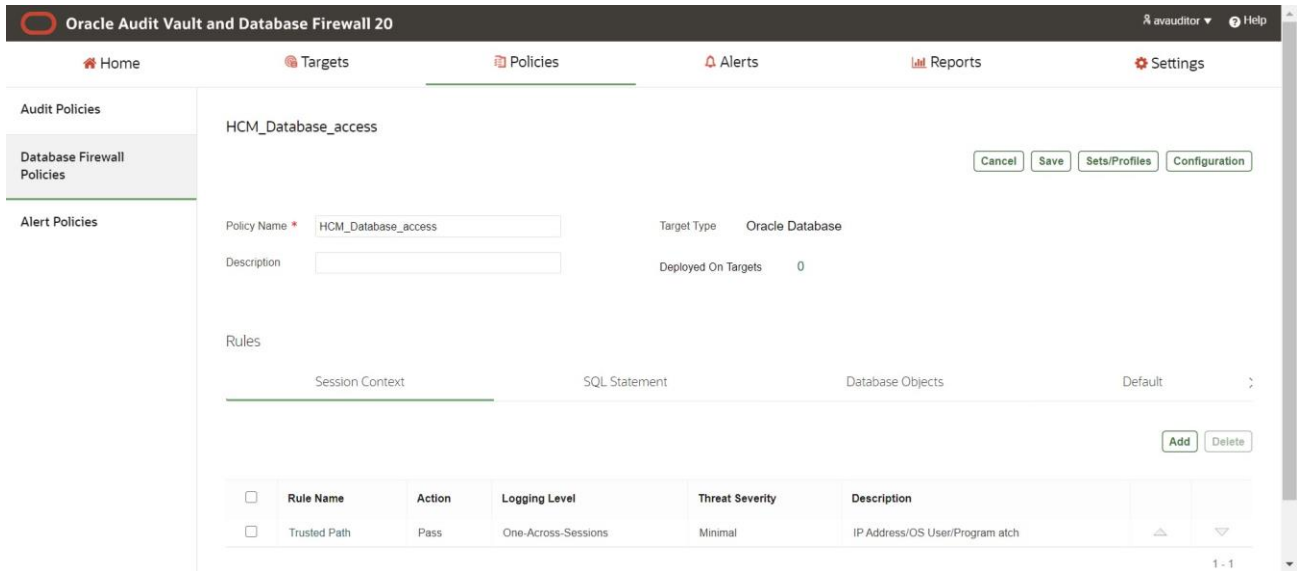 Oracle Audit Vault and Database Firewall 20
avauditor
Help
Home
Targets
Policies
Alerts
Reports
Settings
Audit Policies
Database Firewall
Policies
Alert Policies
HCM_Database_access
Cancel
Save
Sets/Profiles
Configuration
Policy Name *
HCM_Database_access
Target Type
Oracle Database
Description
Deployed On Targets
0
Rules
Session Context
SQL Statement
Database Objects
Default
Add
Delete
Rule Name
Action
Logging Level
Threat Severity
Description
Trusted Path
Pass
One-Across-Sessions
Minimal
IP Address/OS User/Program atch
1 - 1